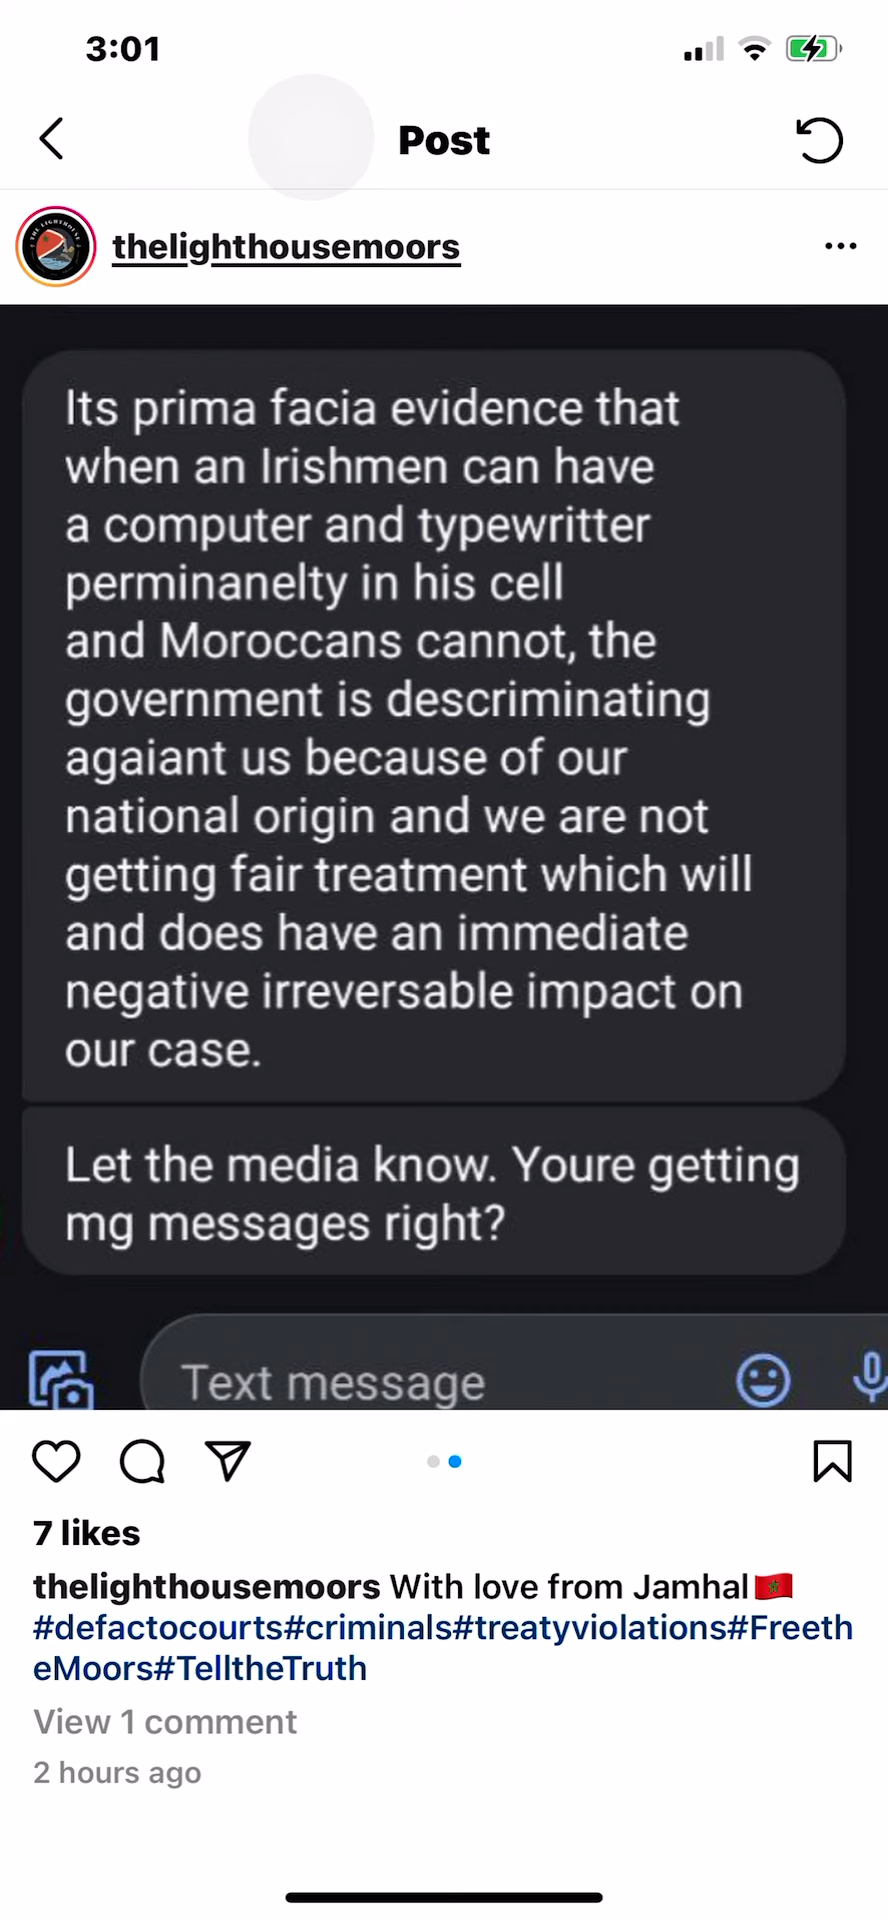 3:01
Post
thelighthousemoors
Its prima facia evidence that
when an Irishmen can have
a computer and typewritter
perminanelty in his cell
and Moroccans cannot, the
government is descriminating
agaiant us because of our
national origin and we are not
getting fair treatment which will
and does have an immediate
negative irreversable impact on
our case.
Let the media know. Youre getting
mg messages right?
Text message
7 likes
thelighthousemoors With love from Jamhal🇲🇦
#defactocourts#criminals#treatyviolations#Freeth
eMoors#TelltheTruth
View 1 comment
2 hours ago